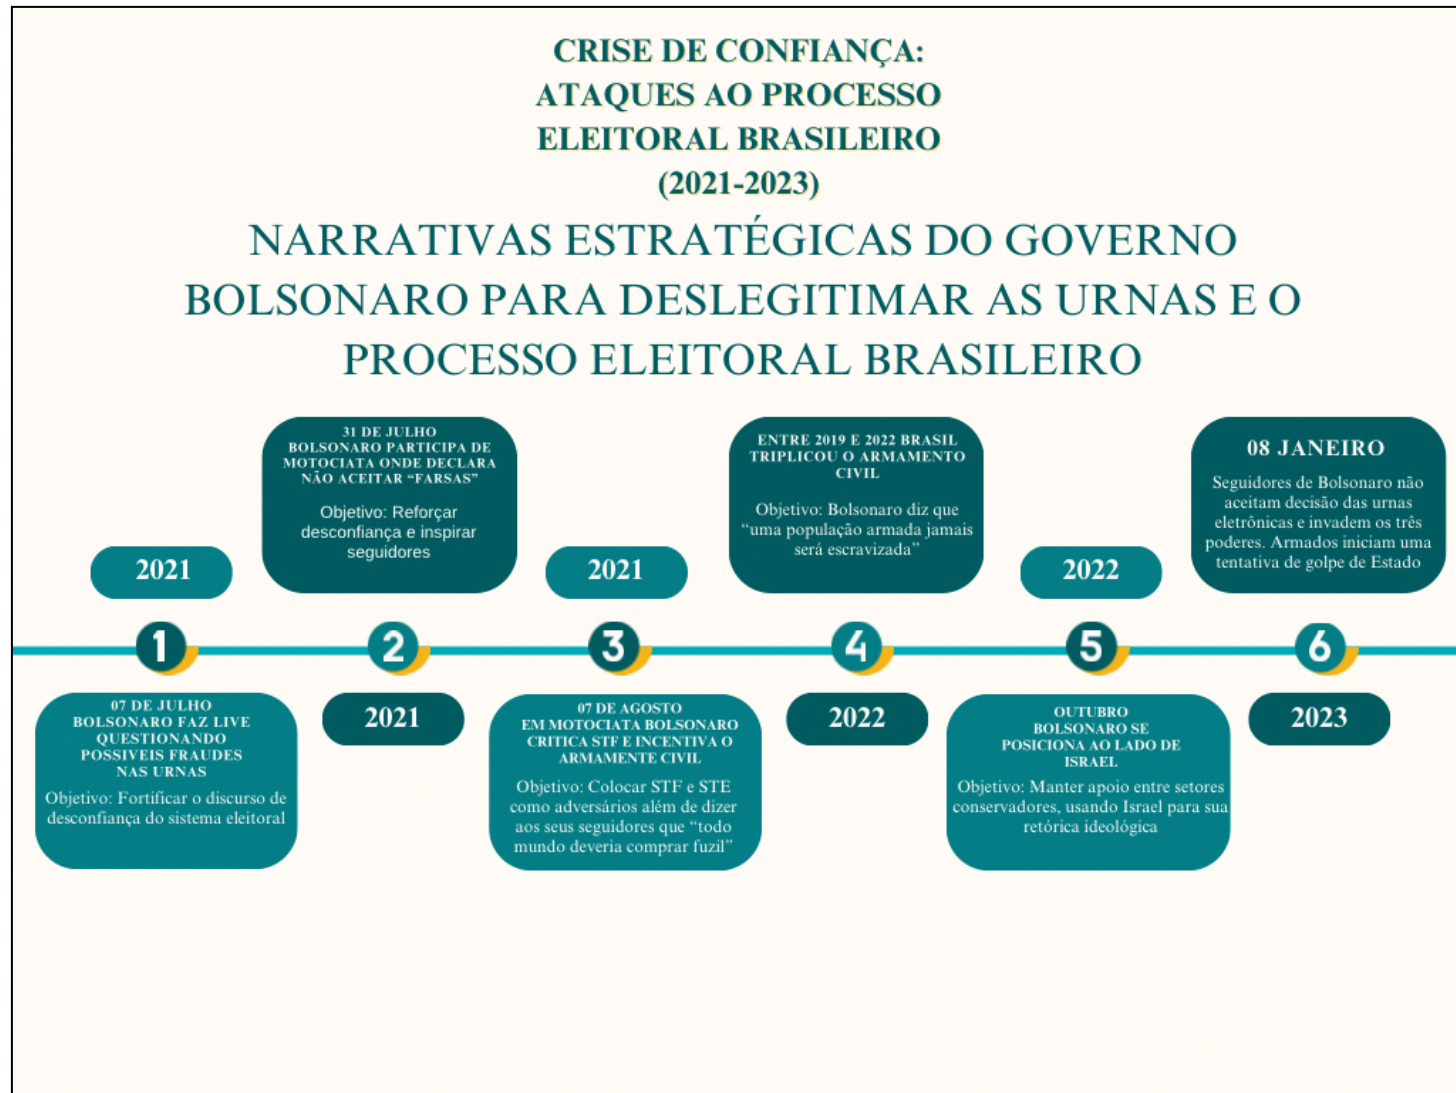 CRISE DE CONFIANÇA:
ATAQUES AO PROCESSO
ELEITORAL BRASILEIRO
(2021-2023)
NARRATIVAS ESTRATÉGICAS DO GOVERNO
BOLSONARO PARA DESLEGITIMAR AS URNAS E O
PROCESSO ELEITORAL BRASILEIRO
2021
1
07 DE JULHO
BOLSONARO FAZ LIVE
QUESTIONANDO
POSSIVEIS FRAUDES
NAS URNAS
Objetivo: Fortificar o discurso de
desconfiança do sistema eleitoral
31 DE JULHO
BOLSONARO PARTICIPA DE
MOTOCIATA ONDE DECLARA
NÃO ACEITAR “FARSAS”
Objetivo: Reforçar
desconfiança e inspirar
seguidores
2
2021
2021
3
07 DE AGOSTO
EM MOTOCIATA BOLSONARO
CRITICA STF E INCENTIVA O
ARMAMENTE CIVIL
Objetivo: Colocar STF e STE
como adversários além de dizer
aos seus seguidores que “todo
mundo deveria comprar fuzil”
ENTRE 2019 E 2022 BRASIL
TRIPLICOU O ARMAMENTO
CIVIL
Objetivo: Bolsonaro diz que
“uma população armada jamais
será escravizada”
4
2022
2022
5
OUTUBRO
BOLSONARO SE
POSICIONA AO LADO DE
ISRAEL
Objetivo: Manter apoio entre setores
conservadores, usando Israel para sua
retórica ideológica
08 JANEIRO
Seguidores de Bolsonaro não
aceitam decisão das urnas
eletrônicas e invadem os três
poderes. Armados iniciam uma
tentativa de golpe de Estado
6
2023